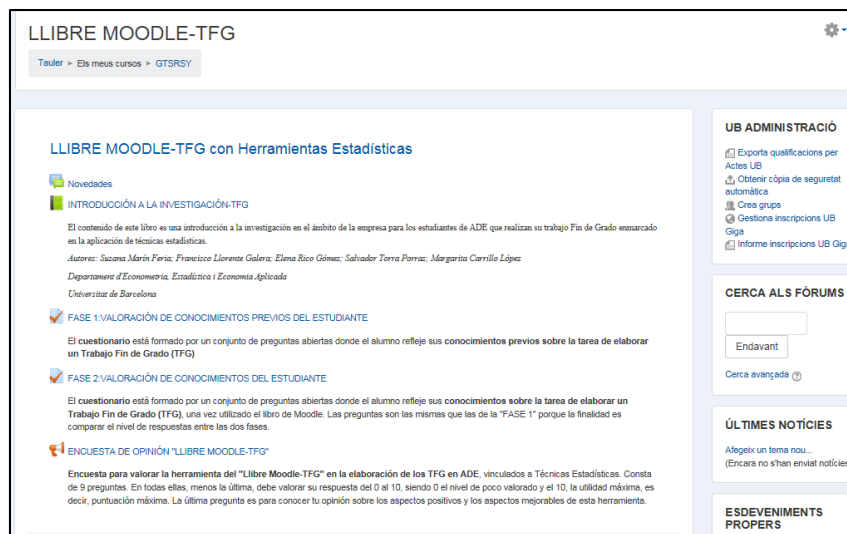 LLIBRE MOODLE-TFG
Tauler ▸ Els meus cursos ▸ GTSRSY
LLIBRE MOODLE-TFG con Herramientas Estadísticas
Novedades
INTRODUCCIÓN A LA INVESTIGACIÓN-TFG
El contenido de este libro es una introducción a la investigación en el ámbito de la empresa para los estudiantes de ADE que realizan su trabajo Fin de Grado enmarcado
en la aplicación de técnicas estadísticas.
Autores: Susana Marín Feria; Francisco Llorente Galera; Elena Rico Gómez; Salvador Torra Porras; Margarita Carrillo López
Departament d'Econometria, Estadística i Economia Aplicada
Universitat de Barcelona
FASE 1:VALORACIÓN DE CONOCIMIENTOS PREVIOS DEL ESTUDIANTE
El cuestionario está formado por un conjunto de preguntas abiertas donde el alumno refleje sus conocimientos previos sobre la tarea de elaborar
un Trabajo Fin de Grado (TFG)
FASE 2:VALORACIÓN DE CONOCIMIENTOS DEL ESTUDIANTE
El cuestionario está formado por un conjunto de preguntas abiertas donde el alumno refleje sus conocimientos sobre la tarea de elaborar un
Trabajo Fin de Grado (TFG), una vez utilizado el libro de Moodle. Las preguntas son las mismas que las de la "FASE 1" porque la finalidad es
comparar el nivel de respuestas entre las dos fases.
ENCUESTA DE OPINIÓN "LLIBRE MOODLE-TFG"
Encuesta para valorar la herramienta del "Llibre Moodle-TFG" en la elaboración de los TFG en ADE, vinculados a Técnicas Estadísticas. Consta
de 9 preguntas. En todas ellas, menos la última, debe valorar su respuesta del 0 al 10, siendo 0 el nivel de poco valorado y el 10, la utilidad máxima, es
decir, puntuación máxima. La última pregunta es para conocer tu opinión sobre los aspectos positivos y los aspectos mejorables de esta herramienta.
UB ADMINISTRACIÓ
Exporta qualificacions per
Actes UB
Obtenir còpia de seguretat
automàtica
Crea grups
Gestiona inscripcions UB
Giga
Informe inscripcions UB Giga
CERCA ALS FÒRUMS
Endavant
Cerca avançada
ÚLTIMES NOTÍCIES
Afegeix un tema nou...
(Encara no s'han enviat notícies
ESDEVENIMENTS
PROPERS